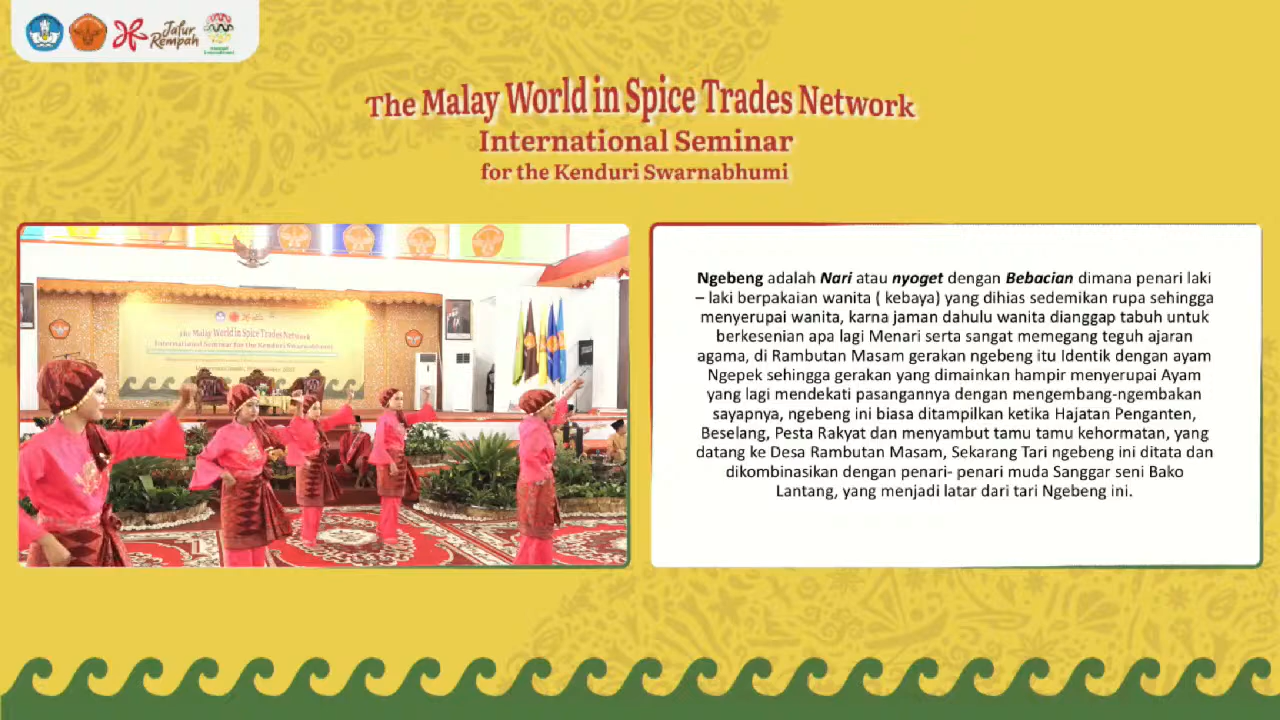 Jalur
Rempah
The Malay World in Spice Trades Network
International Seminar
for the Kenduri Swarnabhumi
The Malay World in Spice Trades Network
International Seminar for the Kenduri Swarnabhumi
Ngebeng adalah Nari atau nyoget dengan Bebacian dimana penari laki
– laki berpakaian wanita ( kebaya) yang dihias sedemikan rupa sehingga
menyerupai wanita, karna jaman dahulu wanita dianggap tabuh untuk
berkesenian apa lagi Menari serta sangat memegang teguh ajaran
agama, di Rambutan Masam gerakan ngebeng itu Identik dengan ayam
Ngepek sehingga gerakan yang dimainkan hampir menyerupai Ayam
yang lagi mendekati pasangannya dengan mengembang-ngembakan
sayapnya, ngebeng ini biasa ditampilkan ketika Hajatan Penganten,
Beselang, Pesta Rakyat dan menyambut tamu tamu kehormatan, yang
datang ke Desa Rambutan Masam, Sekarang Tari ngebeng ini ditata dan
dikombinasikan dengan penari- penari muda Sanggar seni Bako
Lantang, yang menjadi latar dari tari Ngebeng ini.